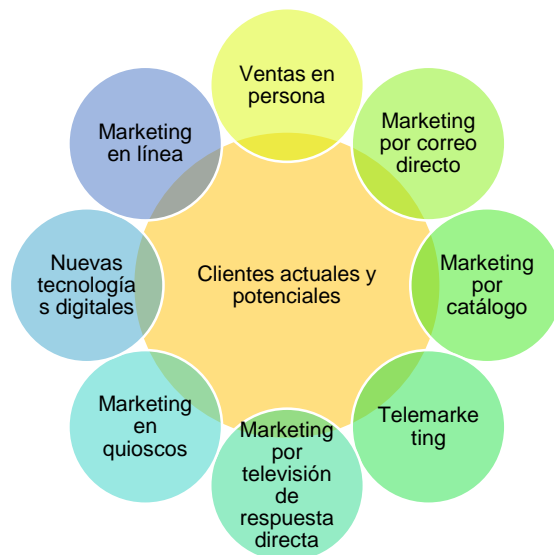 Ventas en
persona
Marketing
por correo
directo
Marketing
por
catálogo
Telemarke
ting
Marketing
por
televisión
de
respuesta
directa
Marketing
en
quioscos
Nuevas
tecnología
s digitales
Marketing
en línea
Clientes actuales y
potenciales